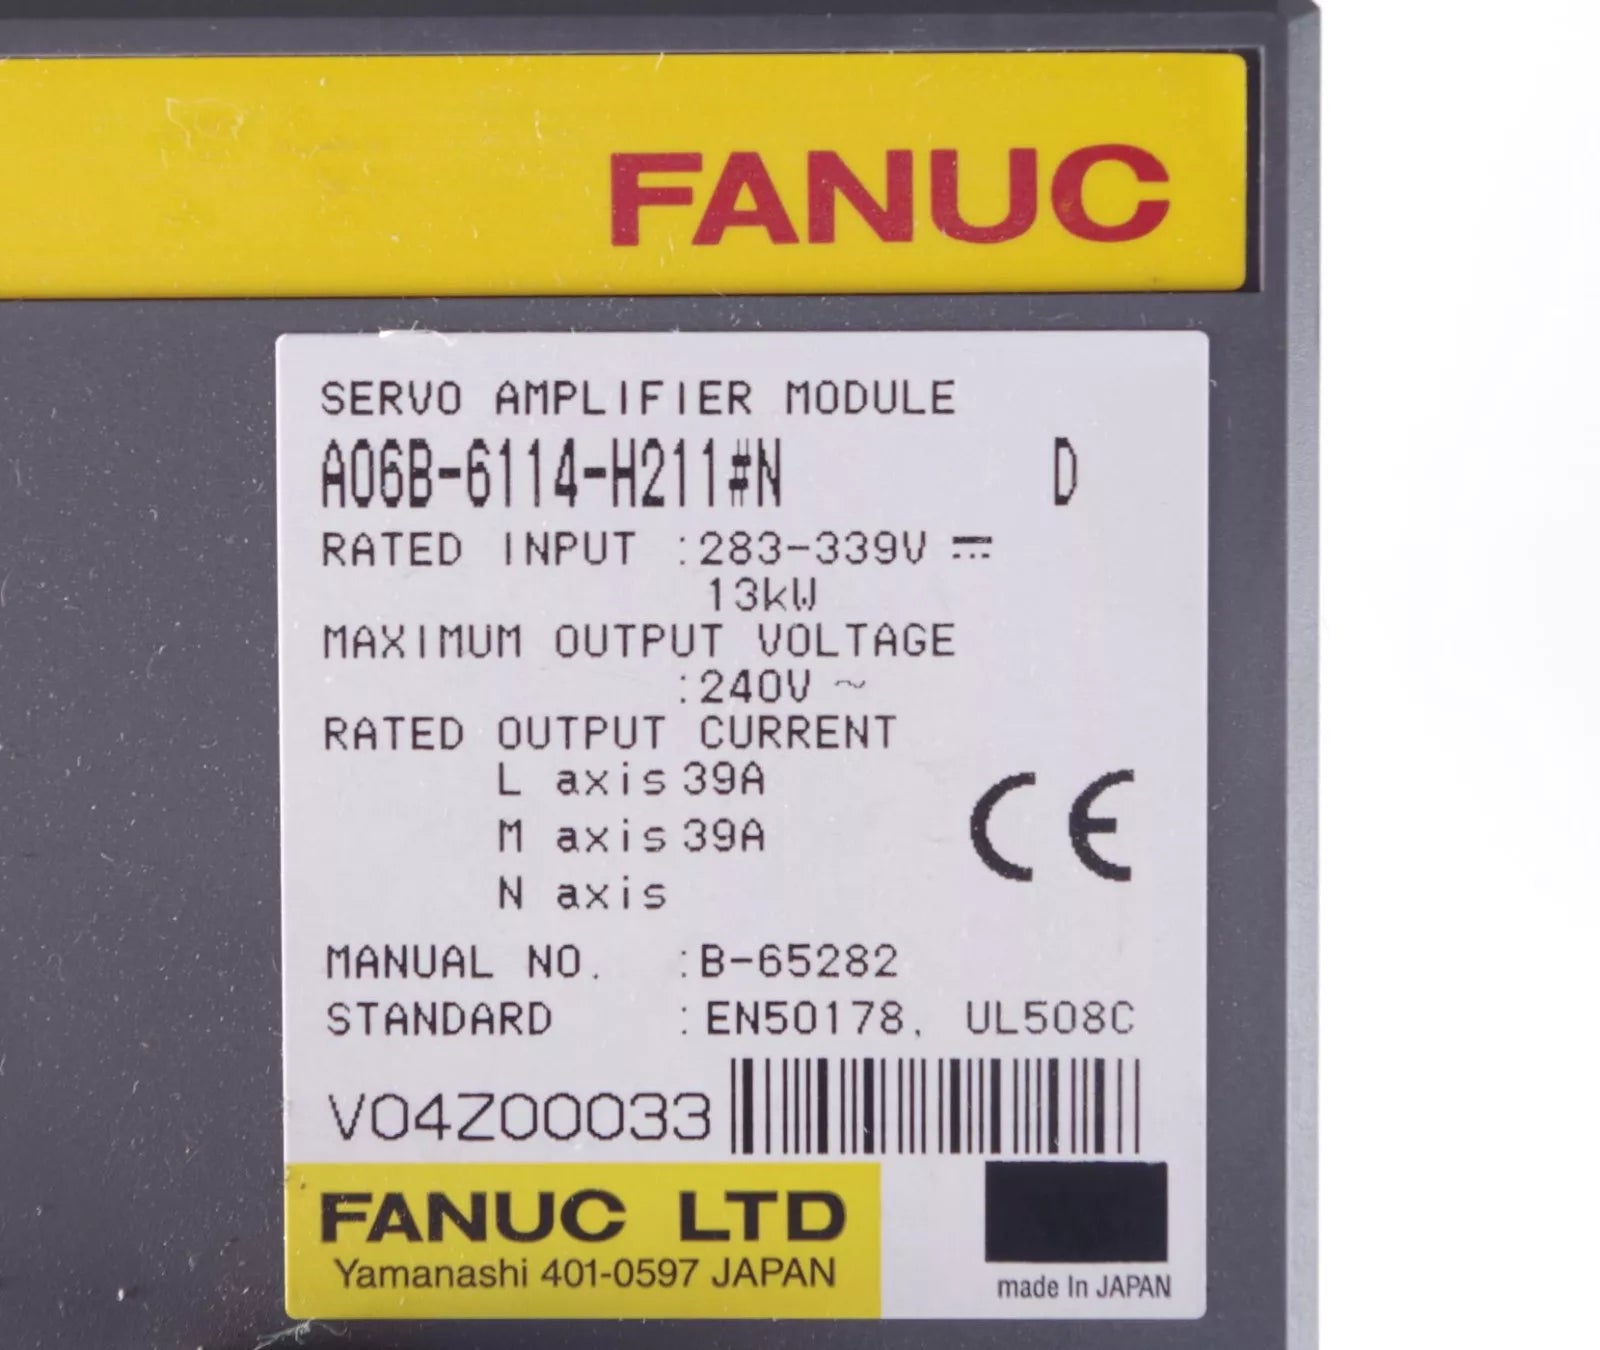 FANUC
SERVO AMPLIFIER MODULE
A06B-6114-H211#N D
RATED INPUT :283-339V ⎓
13kW
MAXIMUM OUTPUT VOLTAGE
:240V ~
RATED OUTPUT CURRENT
L axis 39A
M axis 39A
N axis
CE
MANUAL NO. :B-65282
STANDARD :EN50178, UL508C
V04Z00033
FANUC LTD
Yamanashi 401-0597 JAPAN
made In JAPAN